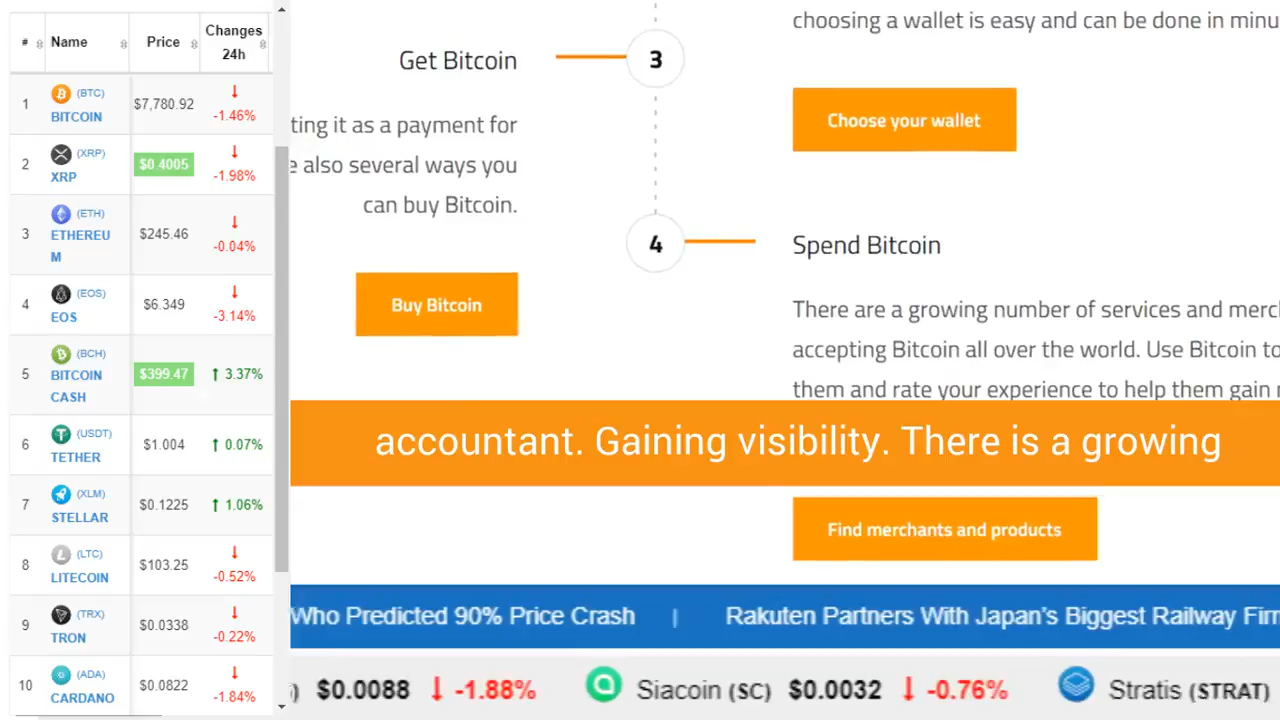 # Name Price Changes 24h
1 (BTC) BITCOIN $7,780.92 ↓ -1.46%
2 (XRP) XRP $0.4005 ↓ -1.98%
3 (ETH) ETHEREUM $245.46 ↓ -0.04%
4 (EOS) EOS $6.349 ↓ -3.14%
5 (BCH) BITCOIN CASH $399.47 ↑ 3.37%
6 (USDT) TETHER $1.004 ↑ 0.07%
7 (XLM) STELLAR $0.1225 ↑ 1.06%
8 (LTC) LITECOIN $103.25 ↓ -0.52%
9 (TRX) TRON $0.0338 ↓ -0.22%
10 (ADA) CARDANO $0.0822 ↓ -1.84%
choosing a wallet is easy and can be done in minu
Choose your wallet
Get Bitcoin
3
ting it as a payment for
e also several ways you
can buy Bitcoin.
Buy Bitcoin
4
Spend Bitcoin
There are a growing number of services and merc
accepting Bitcoin all over the world. Use Bitcoin to
them and rate your experience to help them gain
accountant. Gaining visibility. There is a growing
Find merchants and products
Who Predicted 90% Price Crash | Rakuten Partners With Japan's Biggest Railway Fir
) $0.0088 ↓ -1.88% Siacoin (SC) $0.0032 ↓ -0.76% Stratis (STRAT)